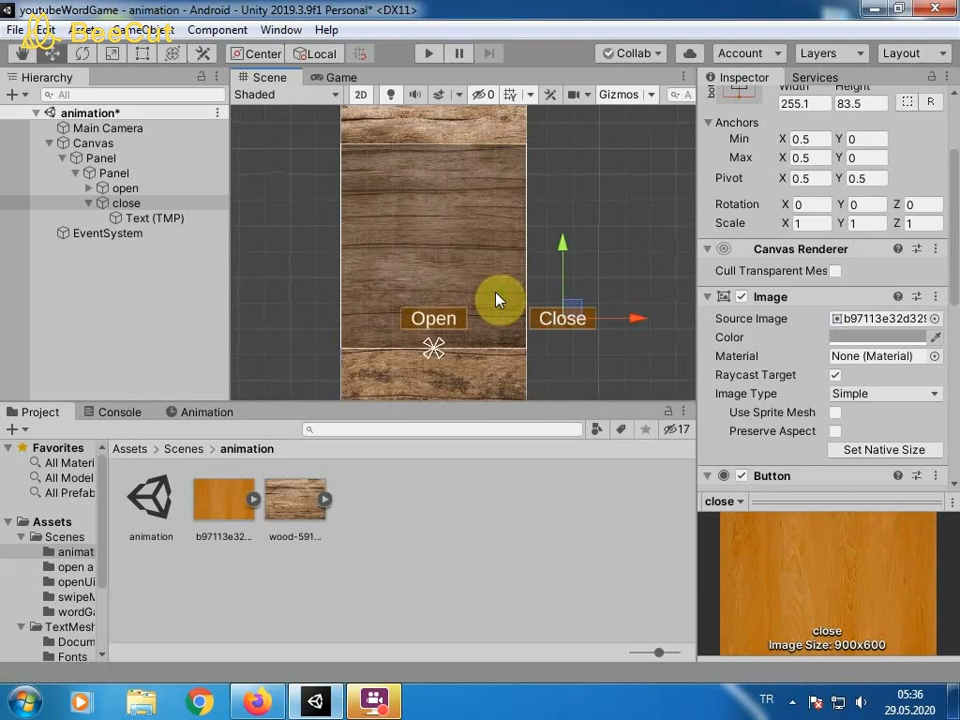 youtubeWordGame - animation - Android - Unity 2019.3.9f1 Personal* <DX11>
File Edit Assets GameObject Component Window Help
BeeCut
Center Local Collab Account Layers Layout
Hierarchy
All
animation*
Main Camera
Canvas
Panel
Panel
open
close
Text (TMP)
EventSystem
Scene Game
Shaded 2D 0 Gizmos A
Open Close
Inspector Services
Width Height
255.1 83.5 R
Anchors
Min X 0.5 Y 0
Max X 0.5 Y 0
Pivot X 0.5 Y 0.5
Rotation X 0 Y 0 Z 0
Scale X 1 Y 1 Z 1
Canvas Renderer
Cull Transparent Mes
Image
Source Image b97113e32d329
Color
Material None (Material)
Raycast Target
Image Type Simple
Use Sprite Mesh
Preserve Aspect
Set Native Size
Button
close
close
Image Size: 900x600
Project Console Animation
17
Favorites
All Materi
All Model
All Prefab
Assets
Scenes
animat
open a
openUi
swipeM
wordGa
TextMesh
Docum
Fonts
Assets > Scenes > animation
animation b97113e32... wood-591...
TR 05:36
29.05.2020